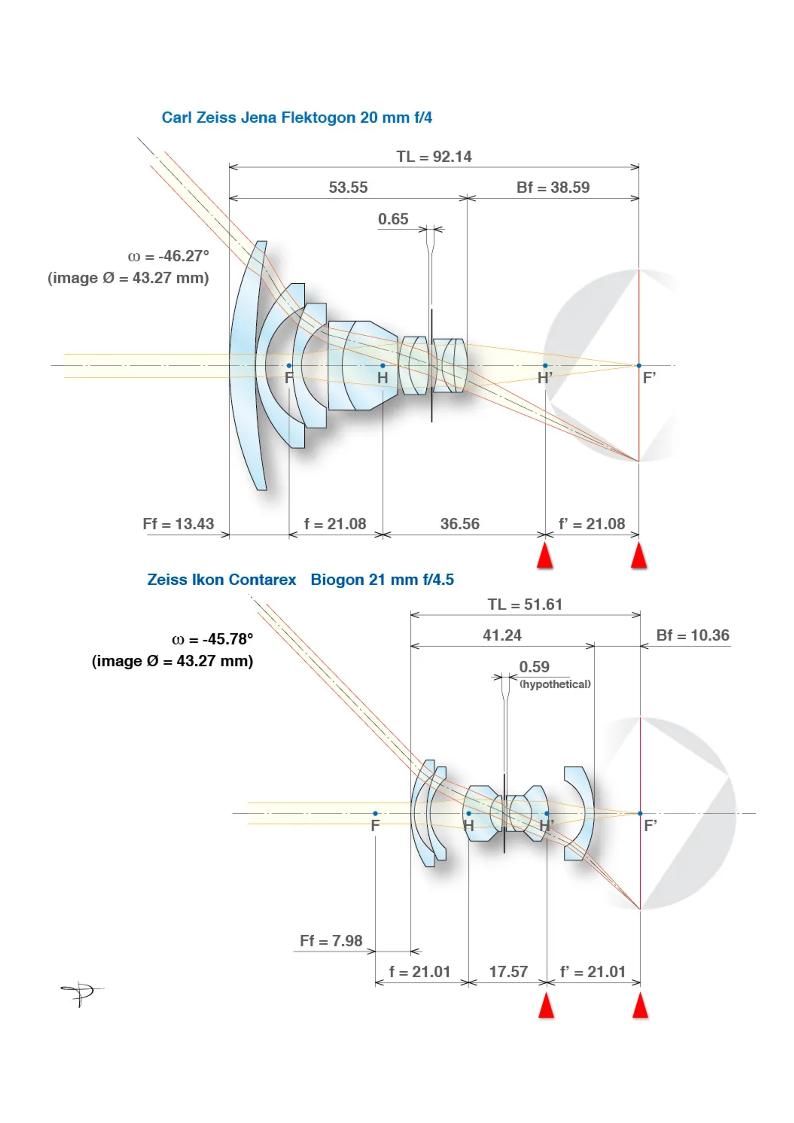 Carl Zeiss Jena Flektogon 20 mm f/4
TL = 92.14
53.55
Bf = 38.59
0.65
ω = -46.27°
(image Ø = 43.27 mm)
F
H
H’
F’
Ff = 13.43
f = 21.08
36.56
f’ = 21.08
Zeiss Ikon Contarex Biogon 21 mm f/4.5
TL = 51.61
ω = -45.78°
41.24
Bf = 10.36
(image Ø = 43.27 mm)
0.59
(hypothetical)
F
H
H’
F’
Ff = 7.98
f = 21.01
17.57
f’ = 21.01